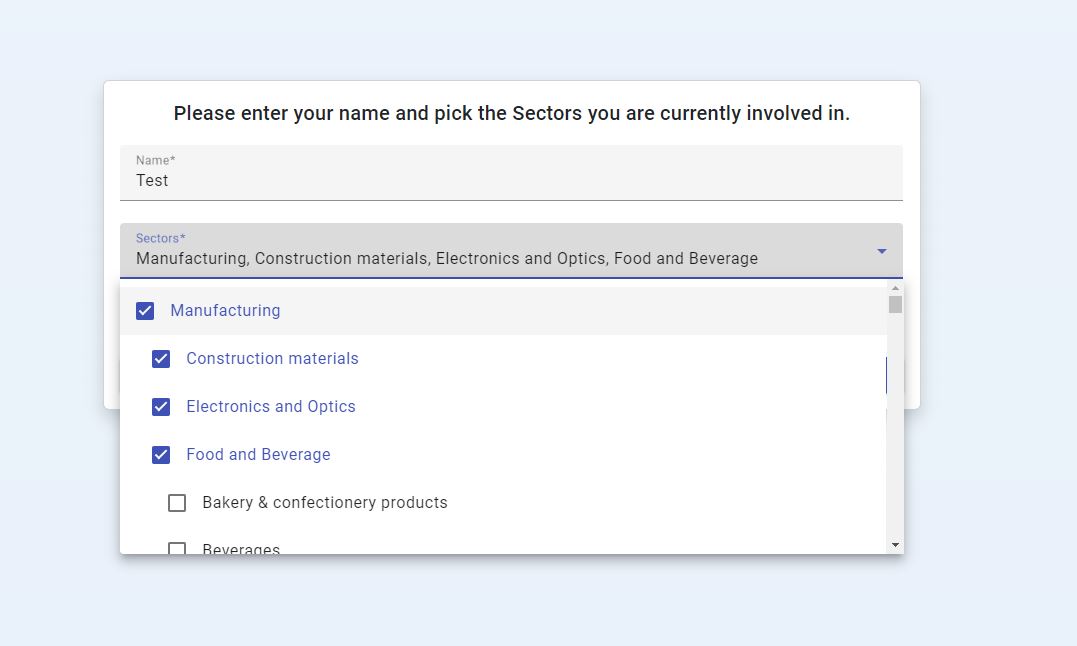 Please enter your name and pick the Sectors you are currently involved in.
Name*
Test
Sectors*
Manufacturing, Construction materials, Electronics and Optics, Food and Beverage
Manufacturing
Construction materials
Electronics and Optics
Food and Beverage
Bakery & confectionery products
Beverages